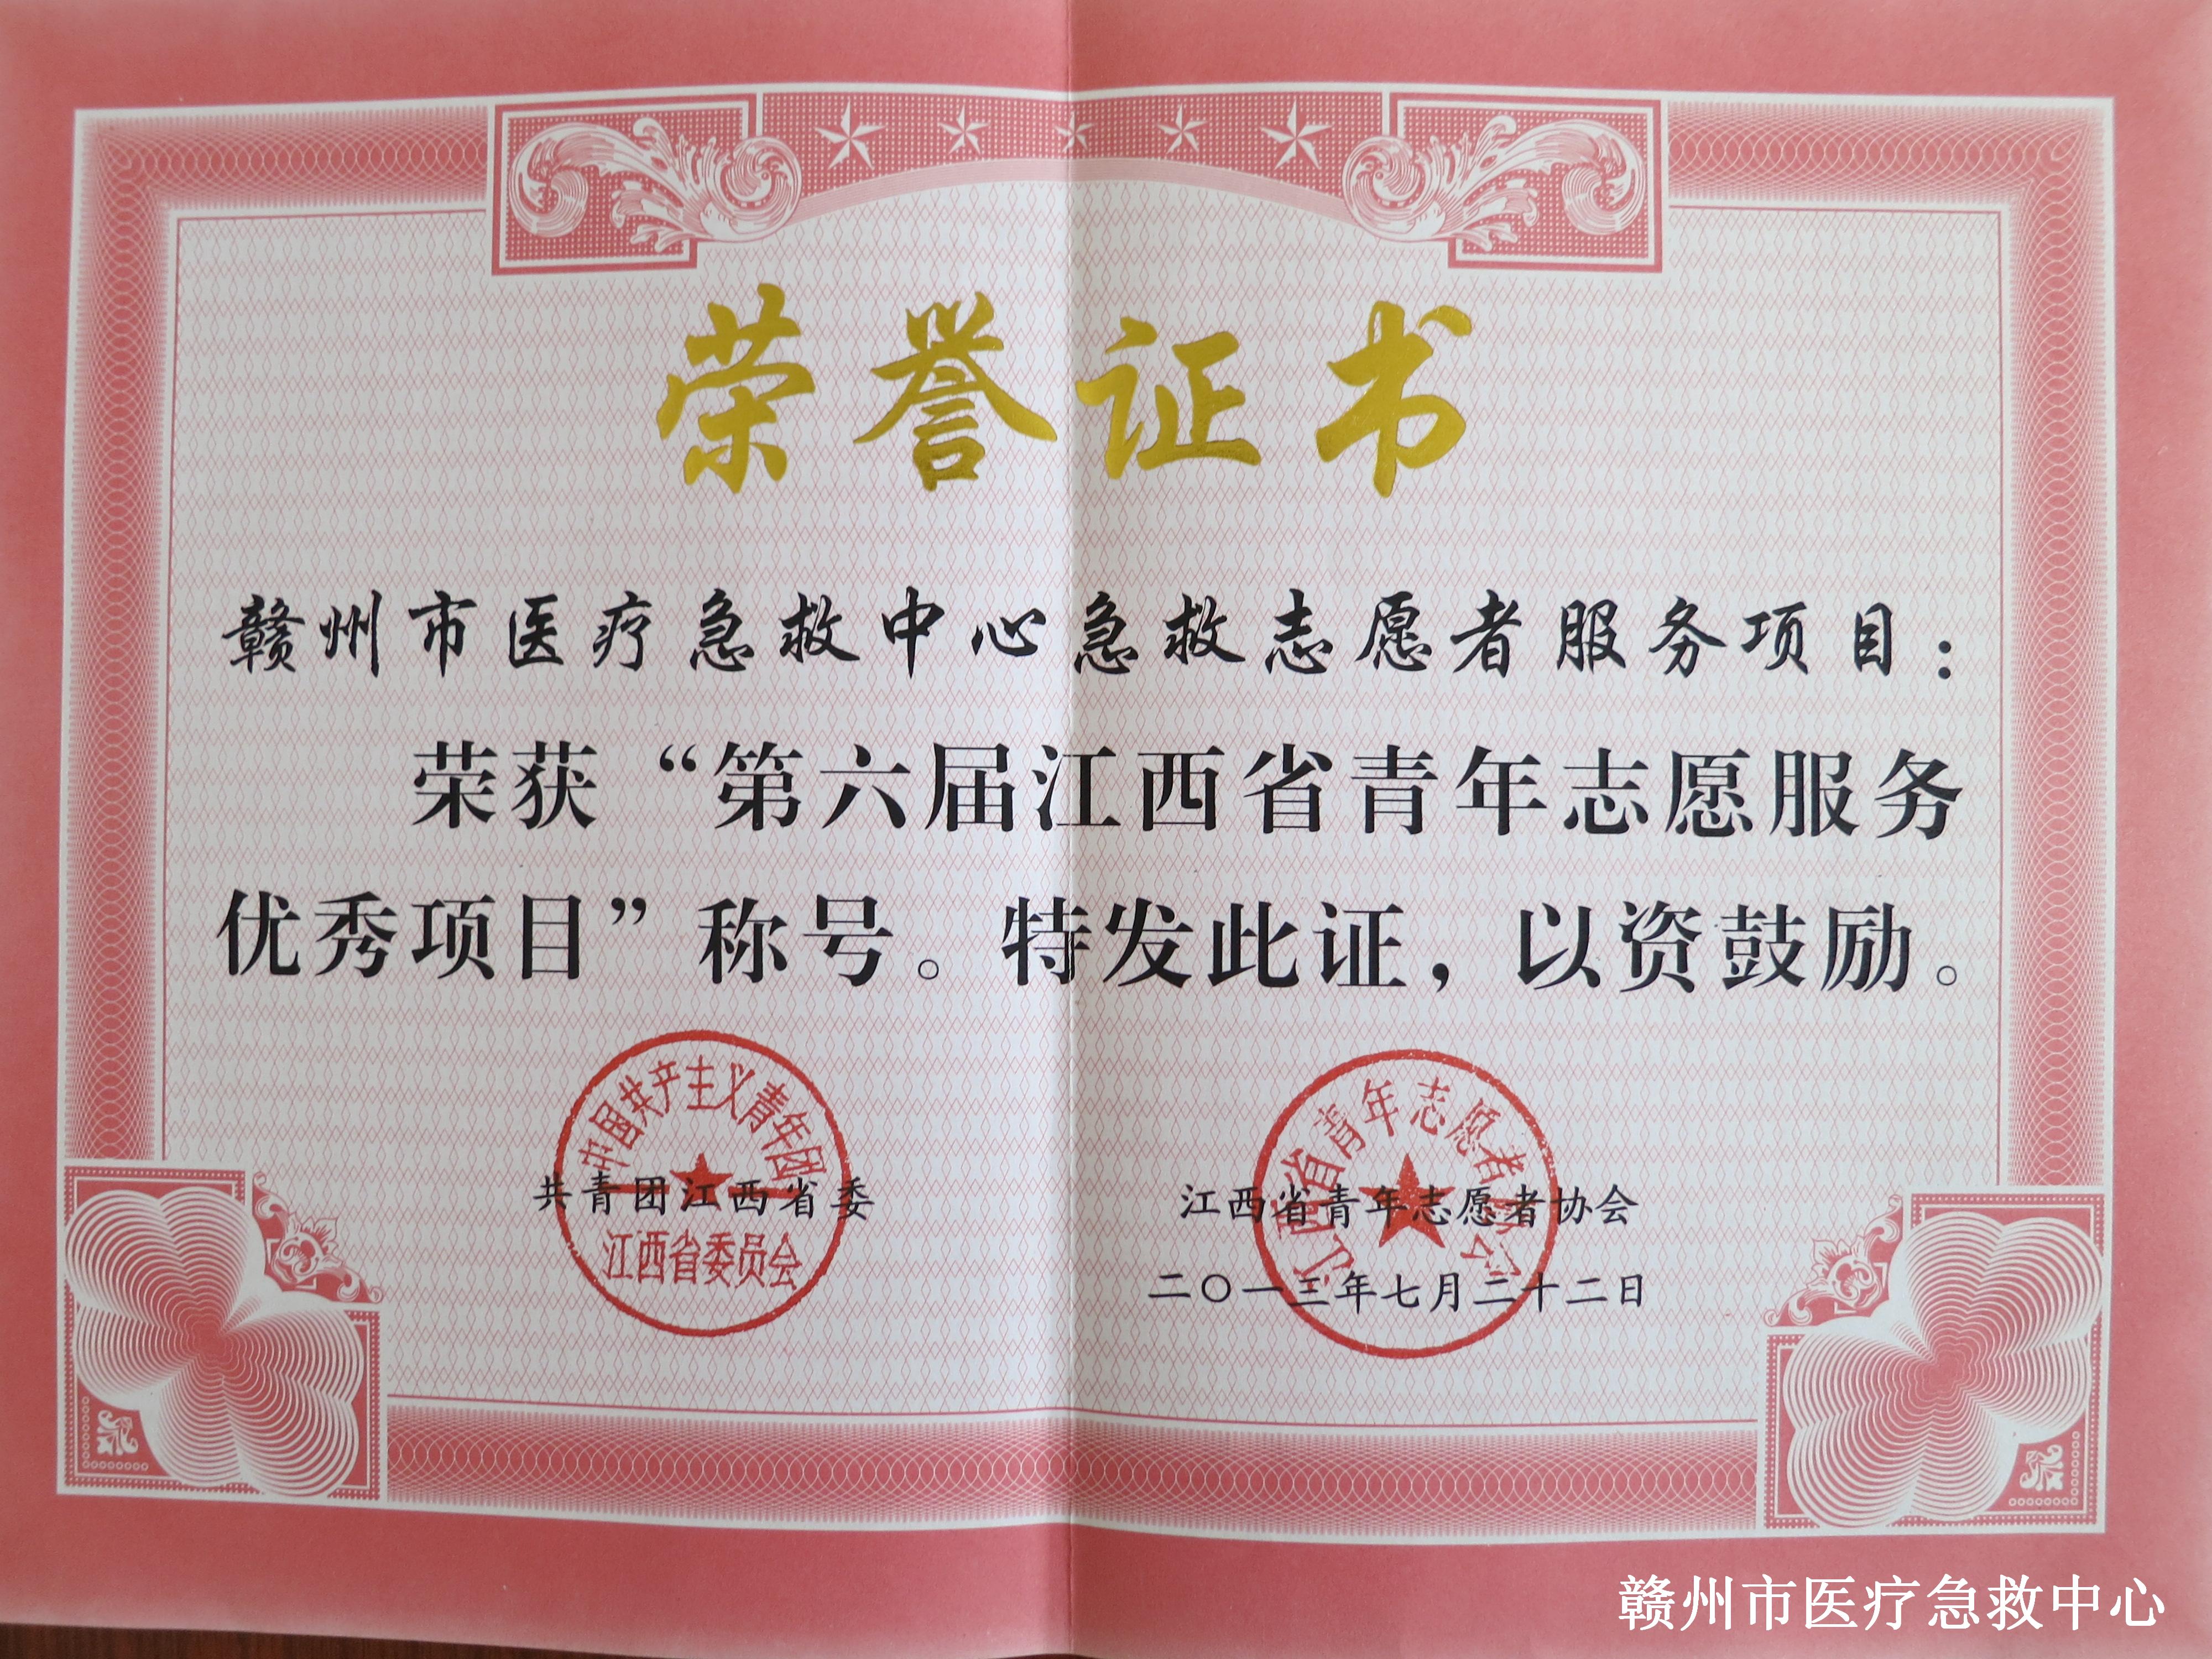 荣誉证书
赣州市医疗急救中心急救志愿者服务项目：
荣获“第六届江西省青年志愿服务
优秀项目”称号。特发此证，以资鼓励。
中国共产主义青年团
江西省委员会
共青团江西省委
江西省青年志愿者协会
江西省青年志愿者协会
二〇一三年七月二十二日
赣州市医疗急救中心